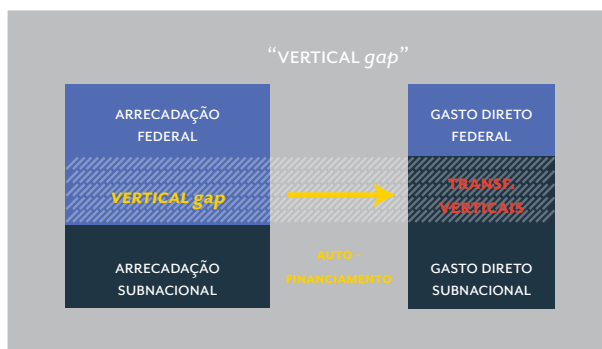 “VERTICAL gap”
ARRECADAÇÃO
FEDERAL
GASTO DIRETO
FEDERAL
VERTICAL gap
TRANSF.
VERTICAIS
AUTO -
FINANCIAMENTO
ARRECADAÇÃO
SUBNACIONAL
GASTO DIRETO
SUBNACIONAL